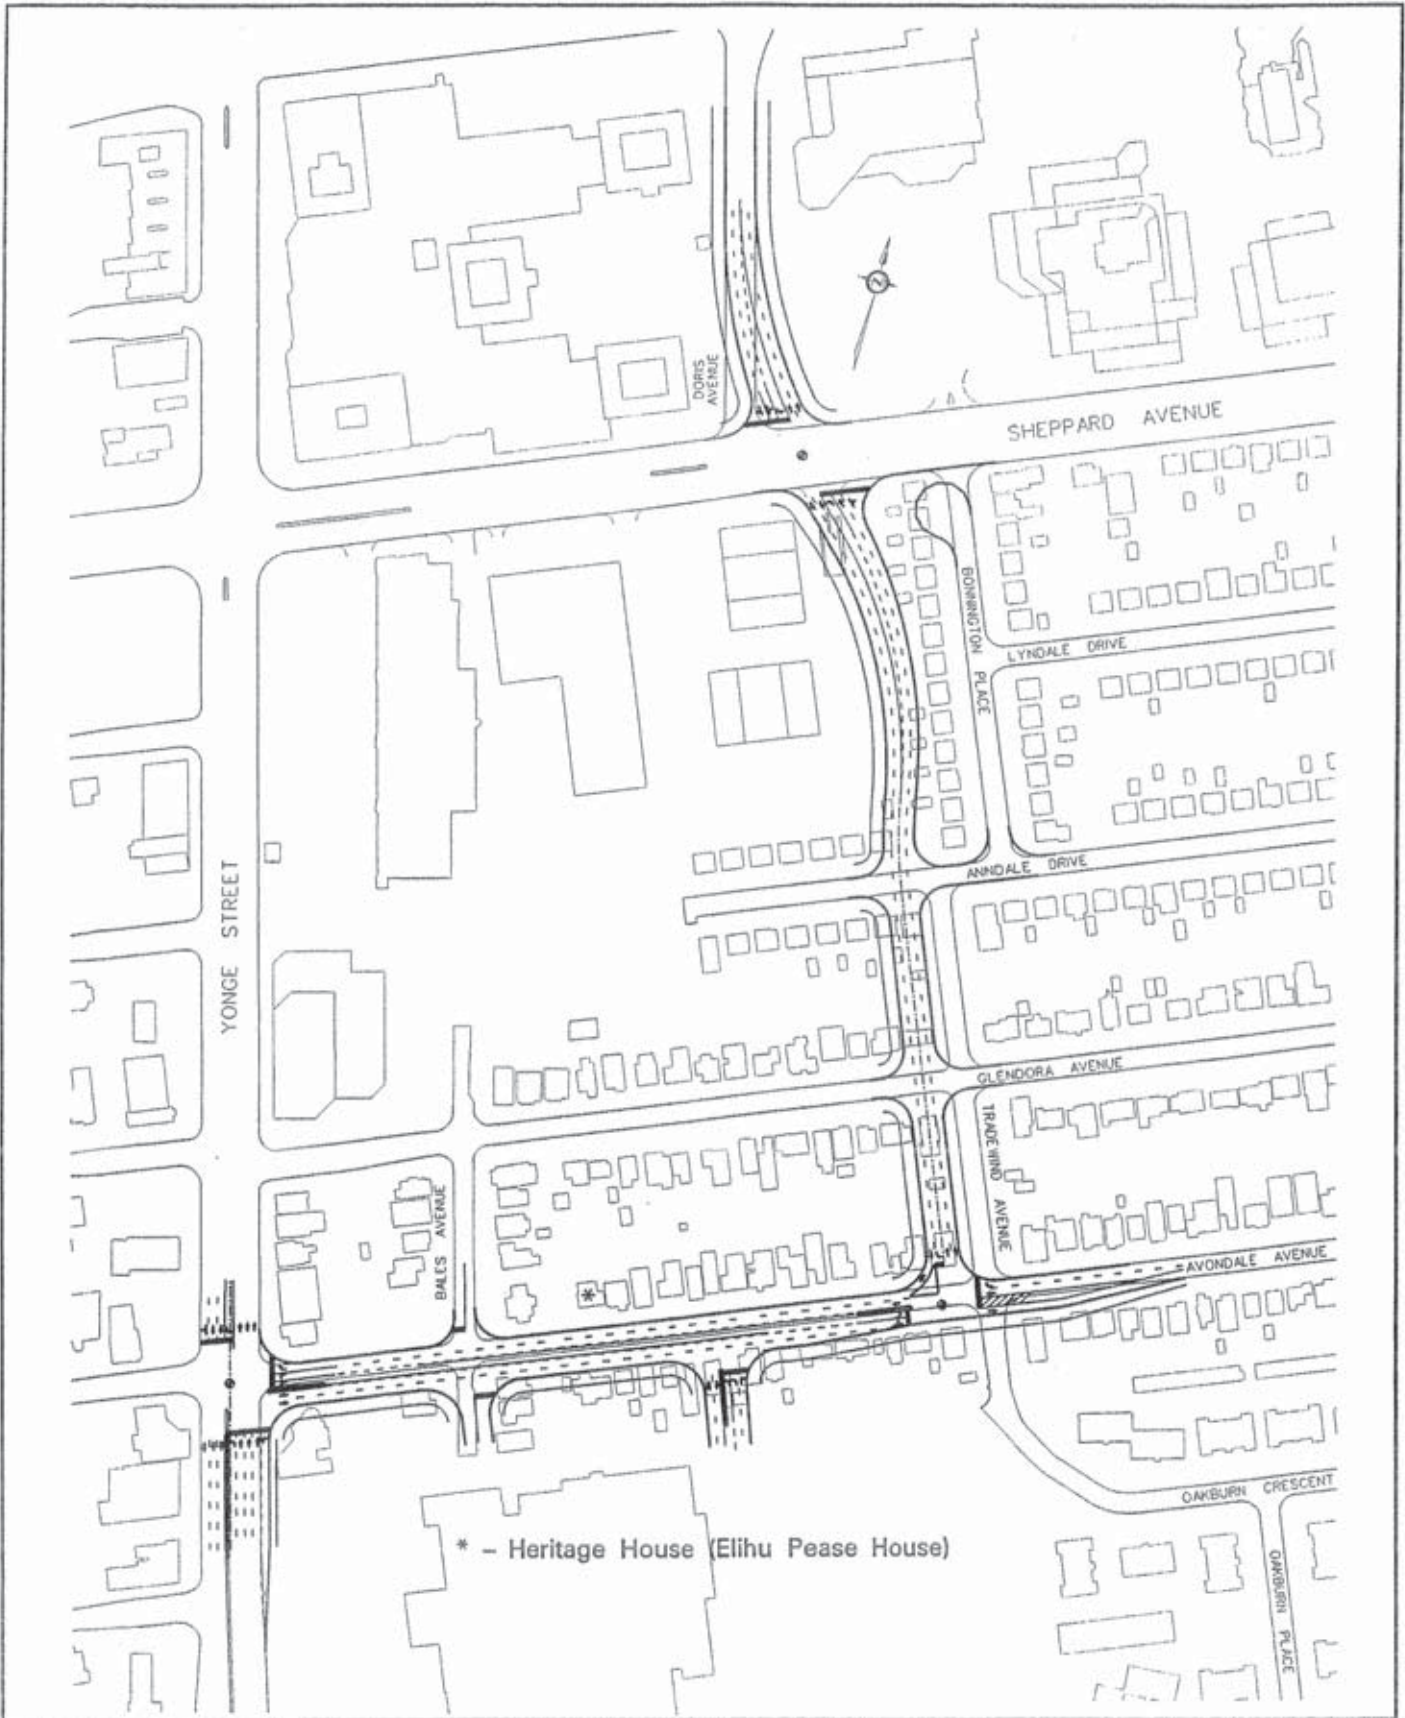 DORIS
AVENUE
SHEPPARD AVENUE
BONNINGTON PLACE
LYNDALE DRIVE
ANNDALE DRIVE
YONGE STREET
GLENDORA AVENUE
TRADEWIND AVENUE
BALES AVENUE
AVONDALE AVENUE
*
OAKBURN CRESCENT
* – Heritage House (Elihu Pease House)
OAKBURN PLACE